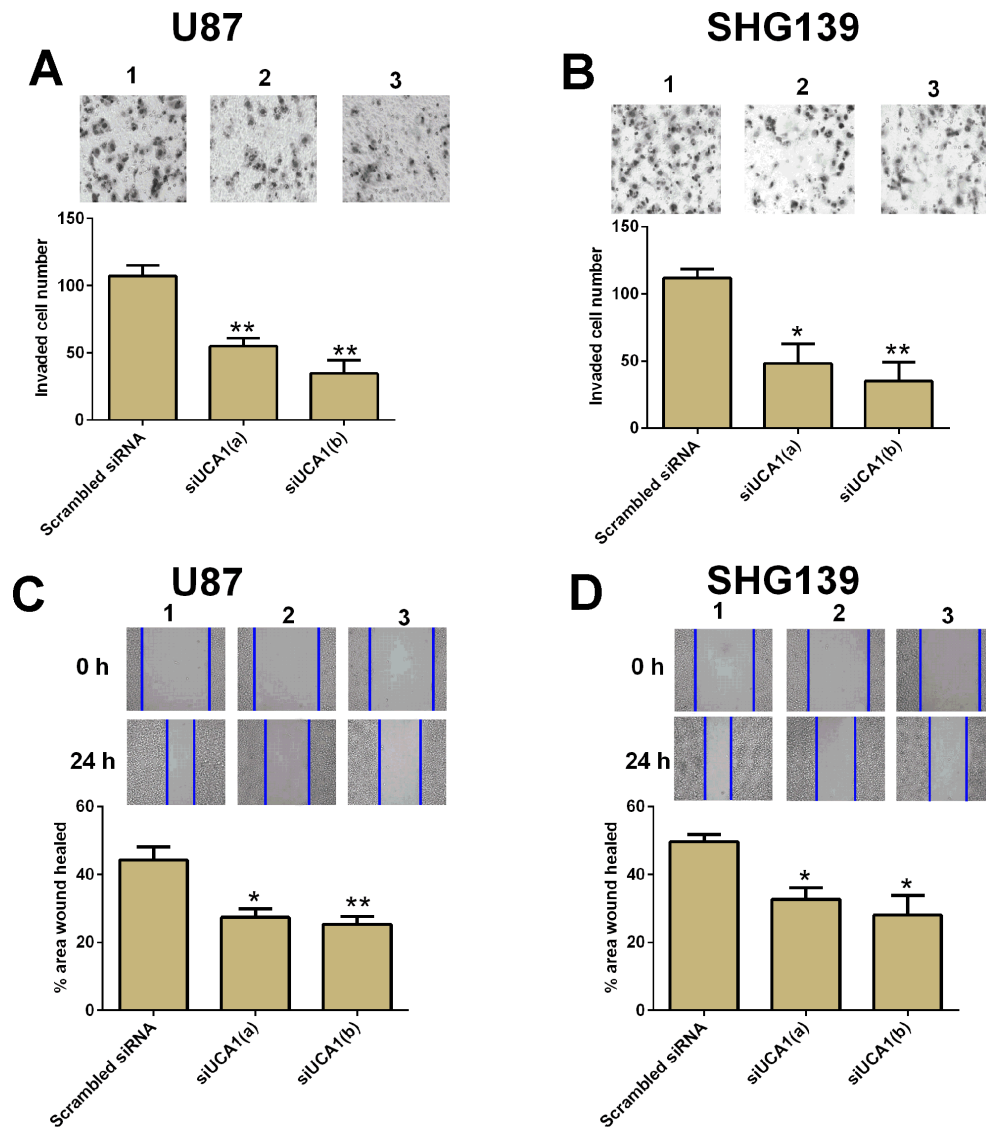 U87
A
1 2 3
150
100
50
0
Invaded cell number
**
**
Scrambled siRNA
siUCA1(a)
siUCA1(b)
SHG139
B
1 2 3
150
100
50
0
Invaded cell number
*
**
Scrambled siRNA
siUCA1(a)
siUCA1(b)
U87
C
1 2 3
0 h
24 h
60
40
20
0
% area wound healed
*
**
Scrambled siRNA
siUCA1(a)
siUCA1(b)
SHG139
D
1 2 3
0 h
24 h
60
40
20
0
% area wound healed
*
*
Scrambled siRNA
siUCA1(a)
siUCA1(b)